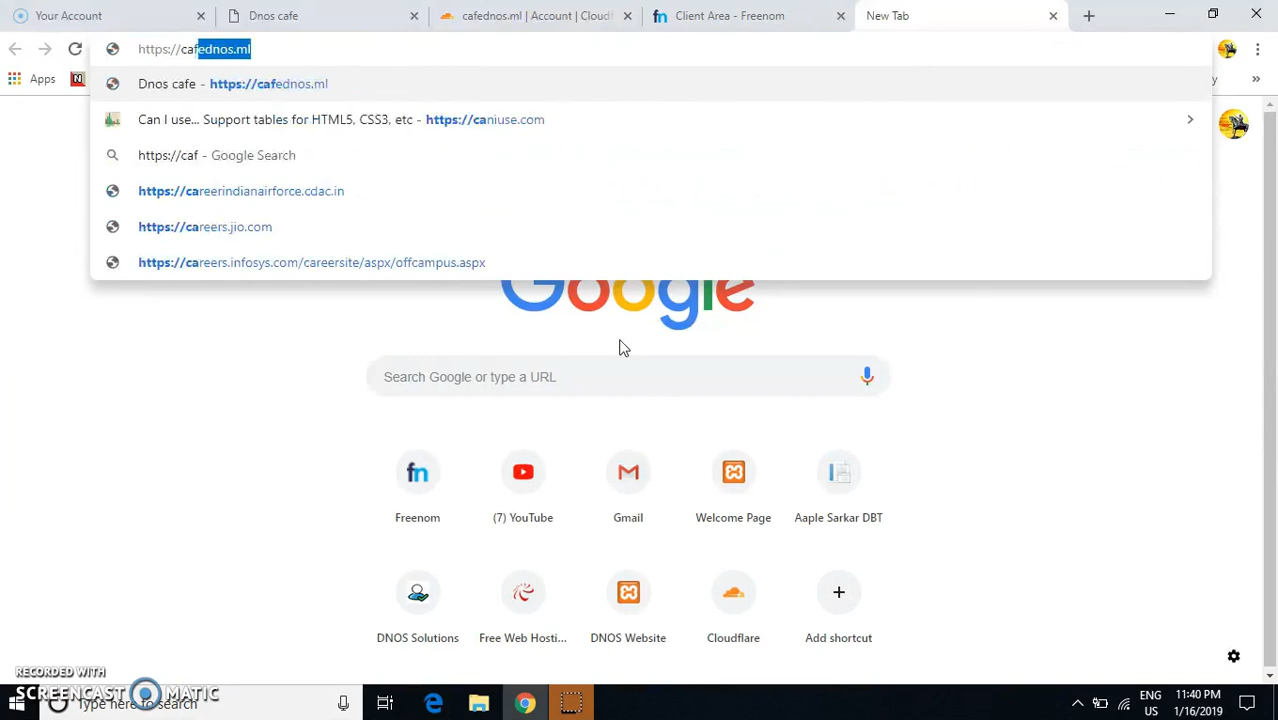 Your Account
Dnos cafe
cafednos.ml | Account | Cloudf
Client Area - Freenom
New Tab
https://cafednos.ml
Apps
Dnos cafe - https://cafednos.ml
Can I use... Support tables for HTML5, CSS3, etc - https://caniuse.com
https://caf - Google Search
https://careerindianairforce.cdac.in
https://careers.jio.com
https://careers.infosys.com/careersite/aspx/offcampus.aspx
Google
Search Google or type a URL
fn
Freenom
(7) YouTube
Gmail
Welcome Page
Aaple Sarkar DBT
DNOS Solutions
Free Web Hosti...
DNOS Website
Cloudflare
Add shortcut
RECORDED WITH
SCREENCAST MATIC
Type here to search
ENG
US
11:40 PM
1/16/2019